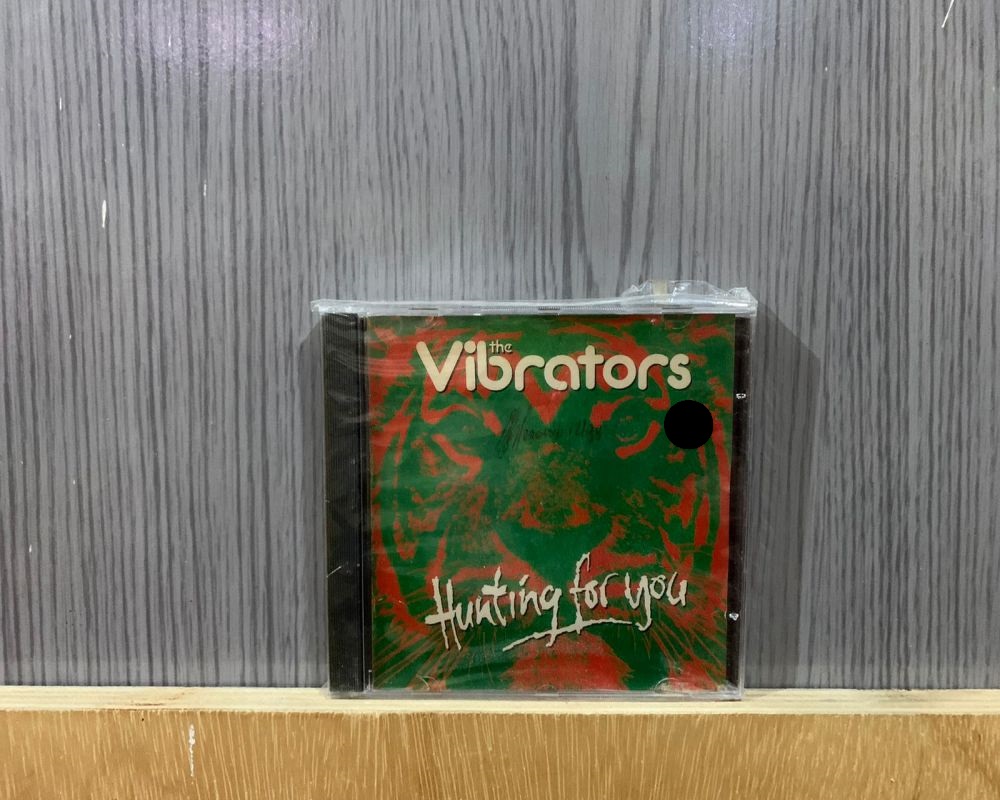 the
Vibrators
Hunting for you